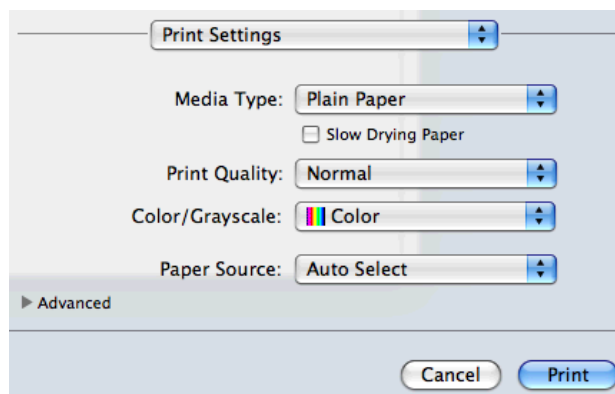 Print Settings
Media Type: Plain Paper
Slow Drying Paper
Print Quality: Normal
Color/Grayscale: Color
Paper Source: Auto Select
Advanced
Cancel Print